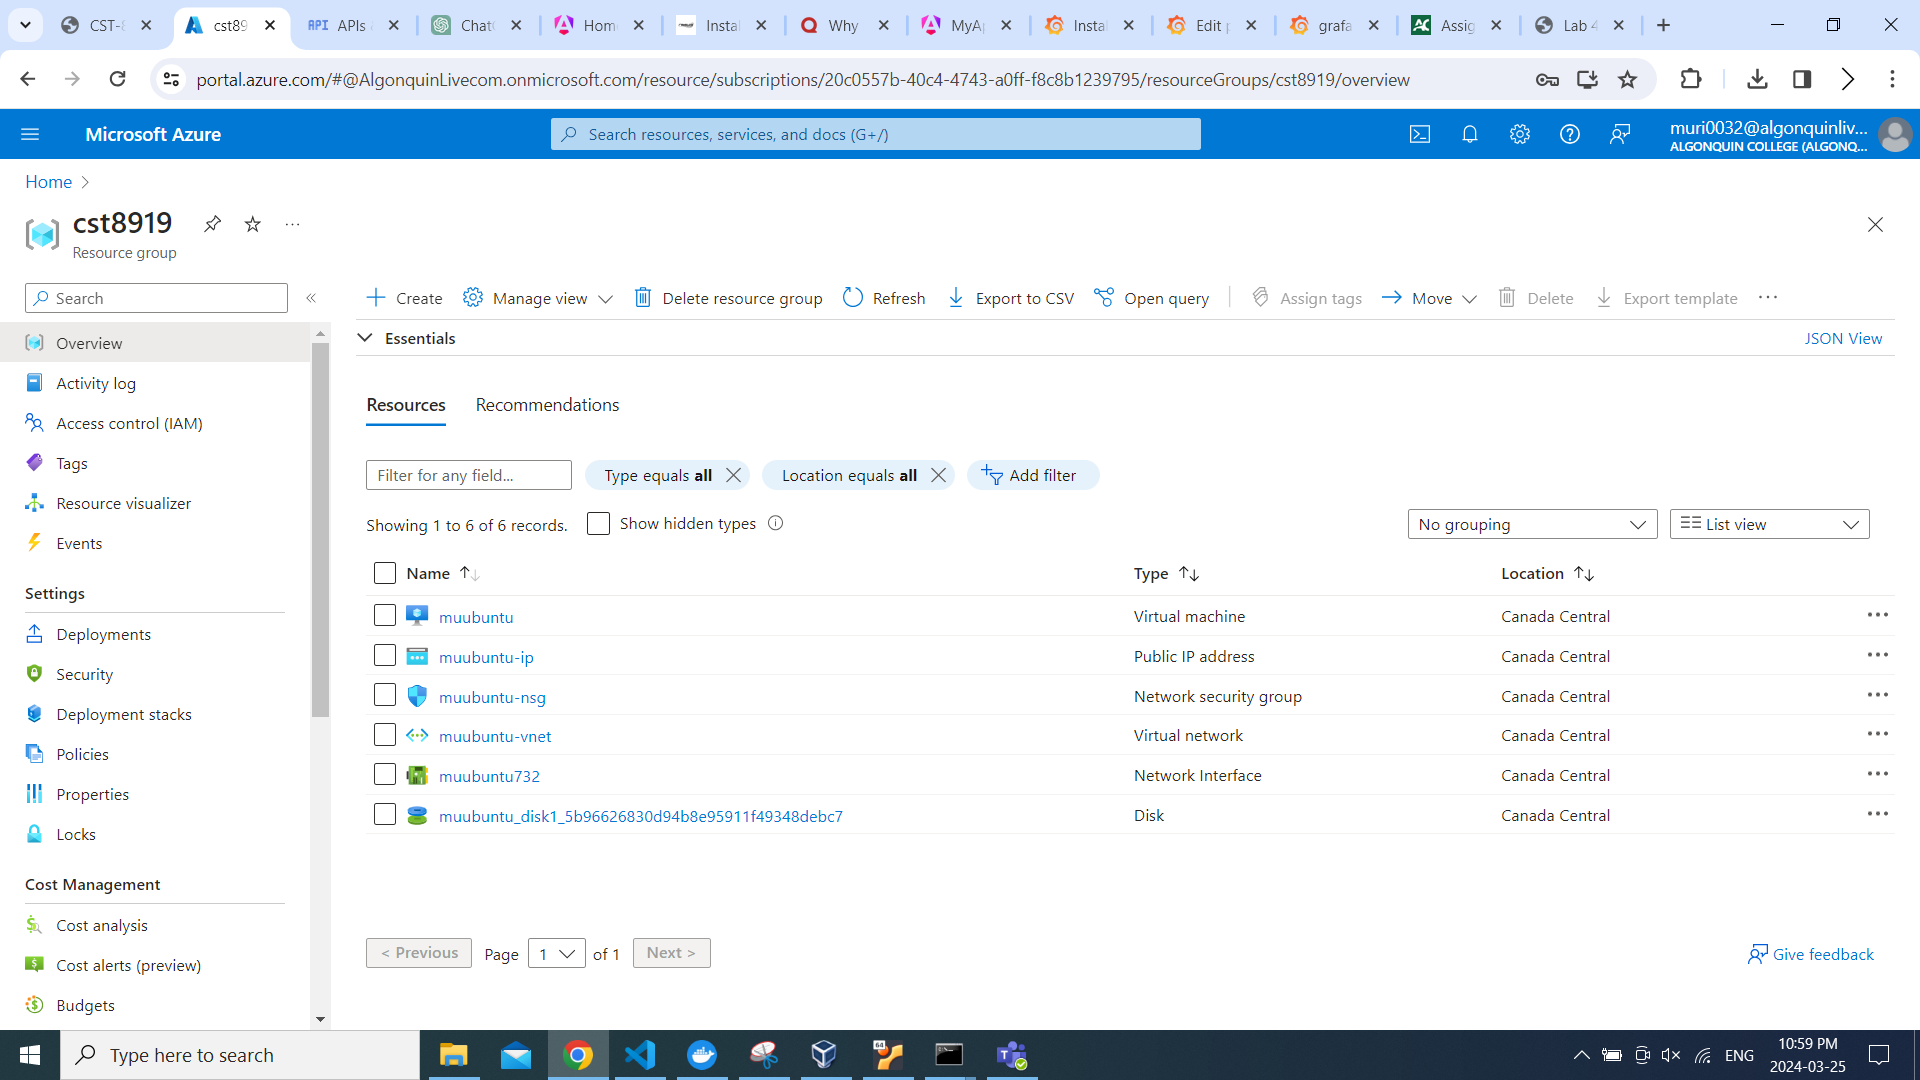 CST-8
cst89
API APIs &
ChatG
Home
Instal
Why
MyAp
Instal
Edit p
grafa
Assig
Lab 4
portal.azure.com/#@AlgonquinLivecom.onmicrosoft.com/resource/subscriptions/20c0557b-40c4-4743-a0ff-f8c8b1239795/resourceGroups/cst8919/overview
Microsoft Azure
Search resources, services, and docs (G+/)
muri0032@algonquinliv...
ALGONQUIN COLLEGE (ALGONQ...
Home
cst8919
Resource group
Search
Overview
Activity log
Access control (IAM)
Tags
Resource visualizer
Events
Settings
Deployments
Security
Deployment stacks
Policies
Properties
Locks
Cost Management
Cost analysis
Cost alerts (preview)
Budgets
Create
Manage view
Delete resource group
Refresh
Export to CSV
Open query
Assign tags
Move
Delete
Export template
Essentials
JSON View
Resources
Recommendations
Filter for any field...
Type equals all
Location equals all
Add filter
Showing 1 to 6 of 6 records.
Show hidden types
No grouping
List view
Name Type Location
muubuntu Virtual machine Canada Central
muubuntu-ip Public IP address Canada Central
muubuntu-nsg Network security group Canada Central
muubuntu-vnet Virtual network Canada Central
muubuntu732 Network Interface Canada Central
muubuntu_disk1_5b96626830d94b8e95911f49348debc7 Disk Canada Central
< Previous Page 1 of 1 Next >
Give feedback
Type here to search
64
ENG
10:59 PM
2024-03-25